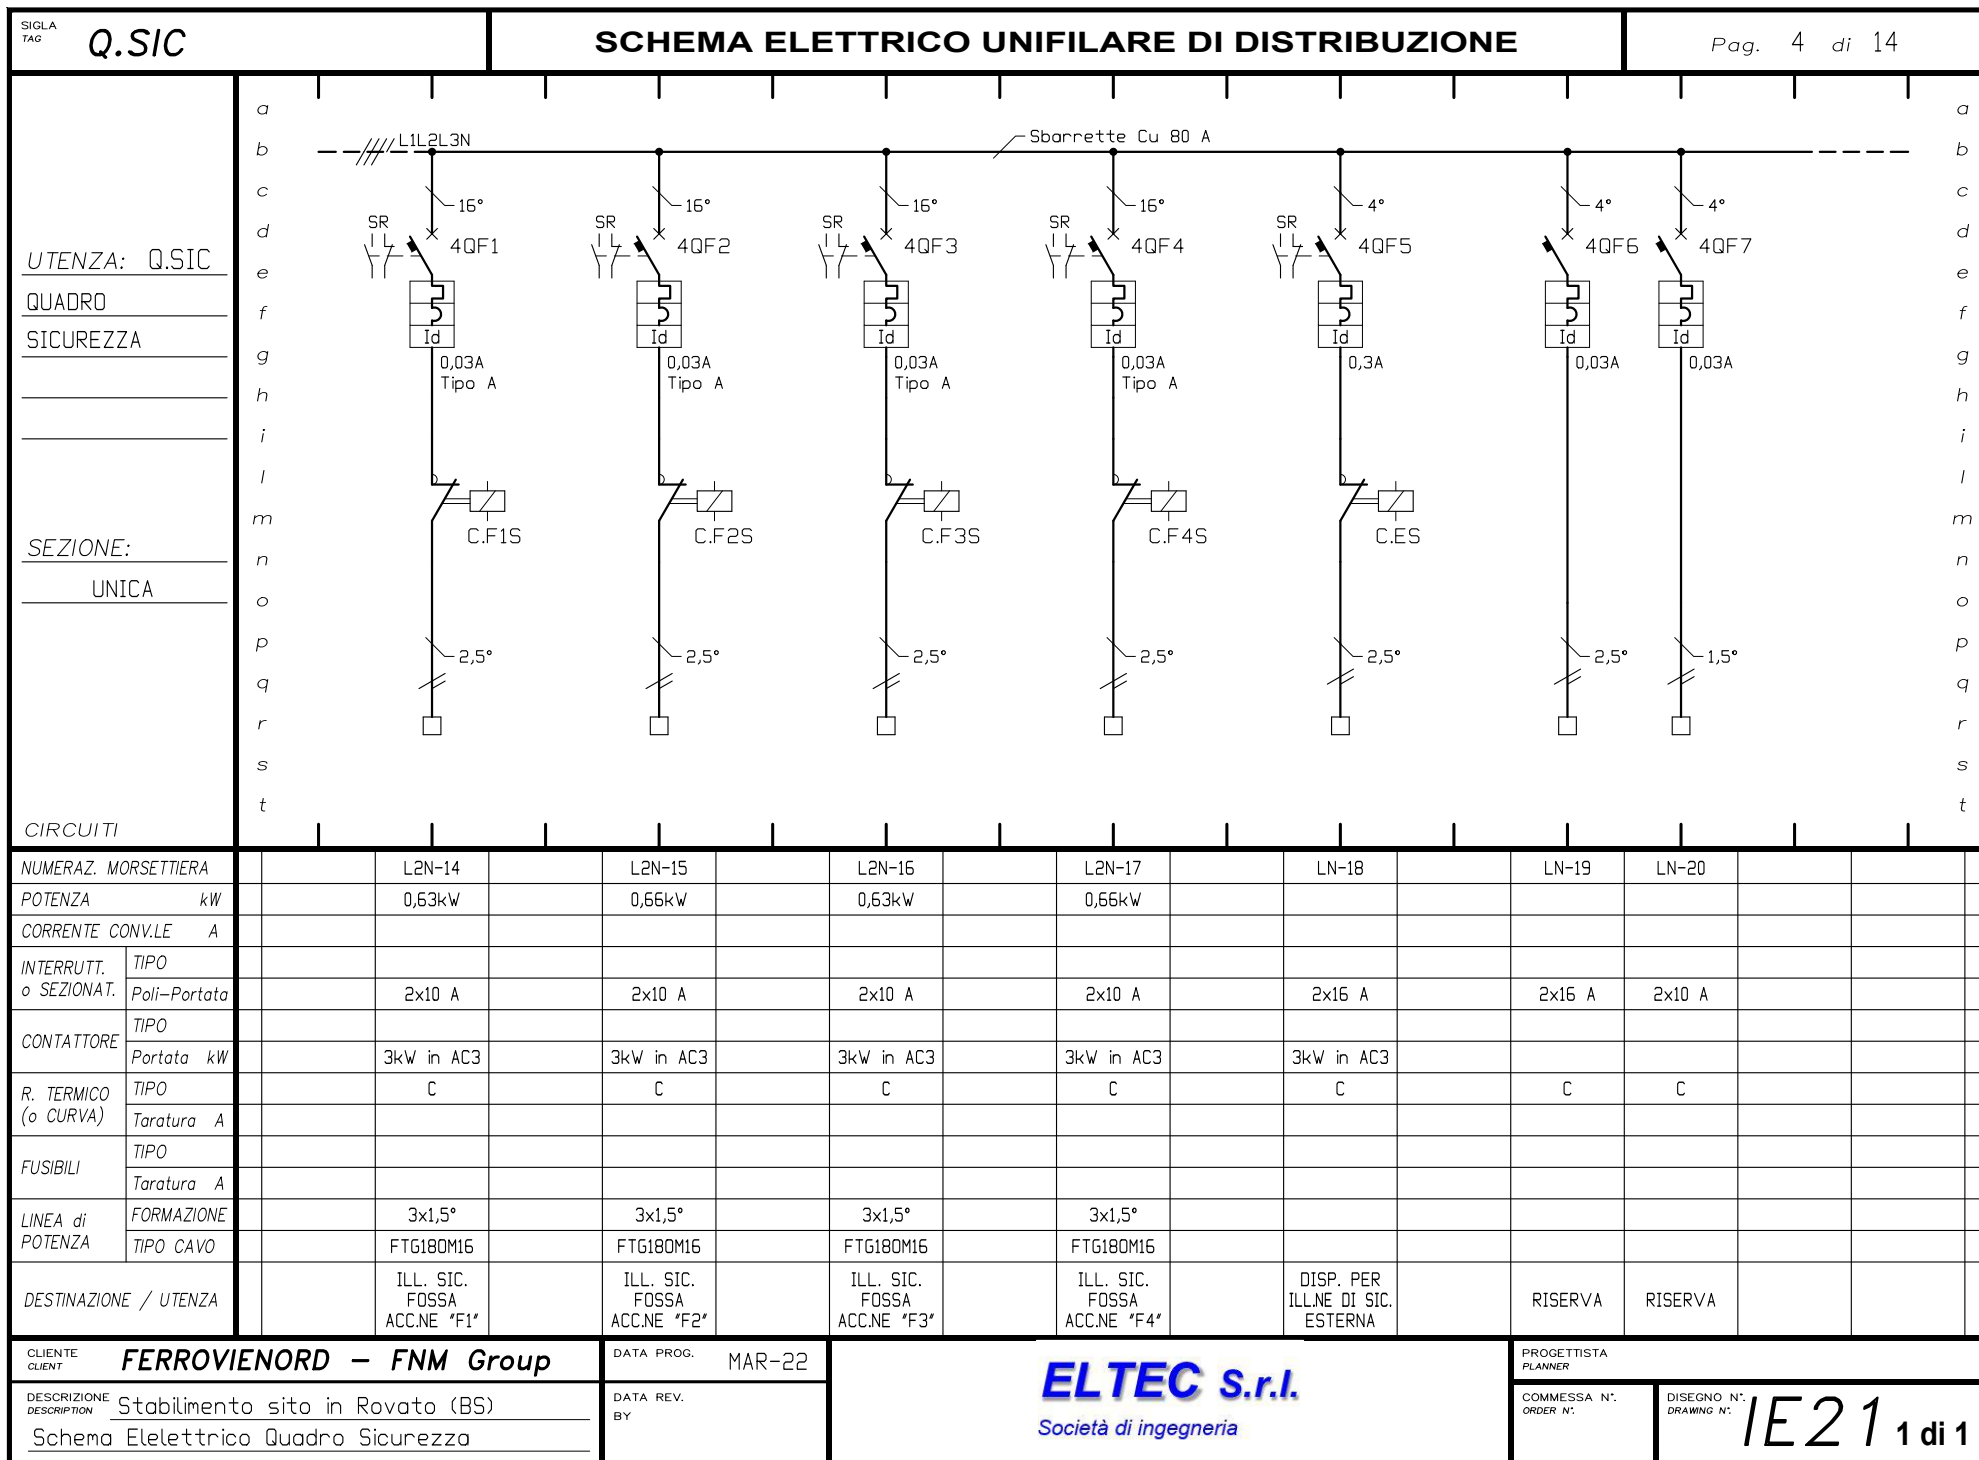 SIGLA
TAG
Q.SIC
SCHEMA ELETTRICO UNIFILARE DI DISTRIBUZIONE
Pag. 4 di 14
UTENZA: Q.SIC
QUADRO
SICUREZZA
SEZIONE:
UNICA
CIRCUITI
a a
b b
c c
d d
e e
f f
g g
h h
i i
l l
m m
n n
o o
p p
q q
r r
s s
t t
L1L2L3N
Sbarrette Cu 80 A
16° 16° 16° 16° 4° 4° 4°
SR SR SR SR SR
4QF1 4QF2 4QF3 4QF4 4QF5 4QF6 4QF7
Id Id Id Id Id Id Id
0,03A 0,03A 0,03A 0,03A 0,3A 0,03A 0,03A
Tipo A Tipo A Tipo A Tipo A
C.F1S C.F2S C.F3S C.F4S C.ES
2,5° 2,5° 2,5° 2,5° 2,5° 2,5° 1,5°
NUMERAZ. MORSETTIERA L2N-14 L2N-15 L2N-16 L2N-17 LN-18 LN-19 LN-20
POTENZA kW 0,63kW 0,66kW 0,63kW 0,66kW
CORRENTE CONV.LE A
INTERRUTT.
o SEZIONAT.
TIPO
Poli-Portata 2x10 A 2x10 A 2x10 A 2x10 A 2x16 A 2x16 A 2x10 A
CONTATTORE
TIPO
Portata kW 3kW in AC3 3kW in AC3 3kW in AC3 3kW in AC3 3kW in AC3
R. TERMICO
(o CURVA)
TIPO C C C C C C C
Taratura A
FUSIBILI
TIPO
Taratura A
LINEA di
POTENZA
FORMAZIONE 3x1,5° 3x1,5° 3x1,5° 3x1,5°
TIPO CAVO FTG18OM16 FTG18OM16 FTG18OM16 FTG18OM16
DESTINAZIONE / UTENZA
ILL. SIC.
FOSSA
ACC.NE "F1"
ILL. SIC.
FOSSA
ACC.NE "F2"
ILL. SIC.
FOSSA
ACC.NE "F3"
ILL. SIC.
FOSSA
ACC.NE "F4"
DISP. PER
ILL.NE DI SIC.
ESTERNA
RISERVA
RISERVA
CLIENTE
CLIENT
FERROVIENORD - FNM Group
DATA PROG. MAR-22
DESCRIZIONE
DESCRIPTION
Stabilimento sito in Rovato (BS)
Schema Elelettrico Quadro Sicurezza
DATA REV.
BY
ELTEC S.r.l.
Società di ingegneria
PROGETTISTA
PLANNER
COMMESSA N°.
ORDER N°.
DISEGNO N°.
DRAWING N°.
IE21 1 di 1